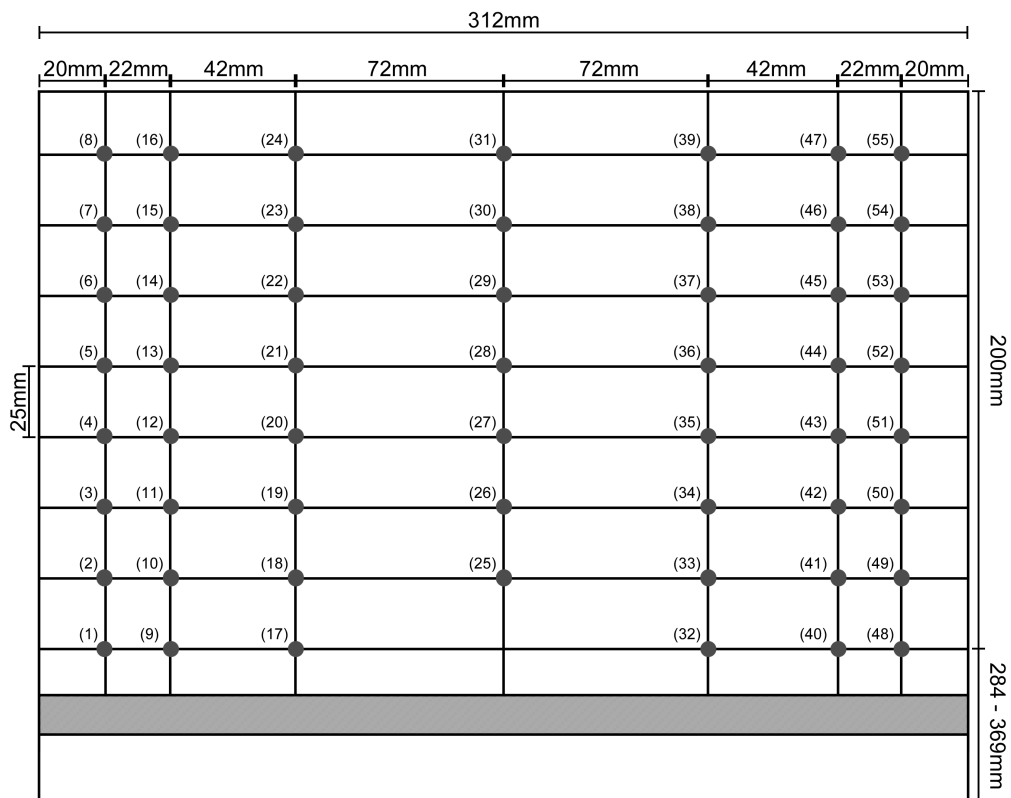 312mm
20mm 22mm 42mm 72mm 72mm 42mm 22mm 20mm
(8) (16) (24) (31) (39) (47) (55)
(7) (15) (23) (30) (38) (46) (54)
(6) (14) (22) (29) (37) (45) (53)
(5) (13) (21) (28) (36) (44) (52)
200mm
25mm
(4) (12) (20) (27) (35) (43) (51)
(3) (11) (19) (26) (34) (42) (50)
(2) (10) (18) (25) (33) (41) (49)
(1) (9) (17) (32) (40) (48)
284 - 369mm